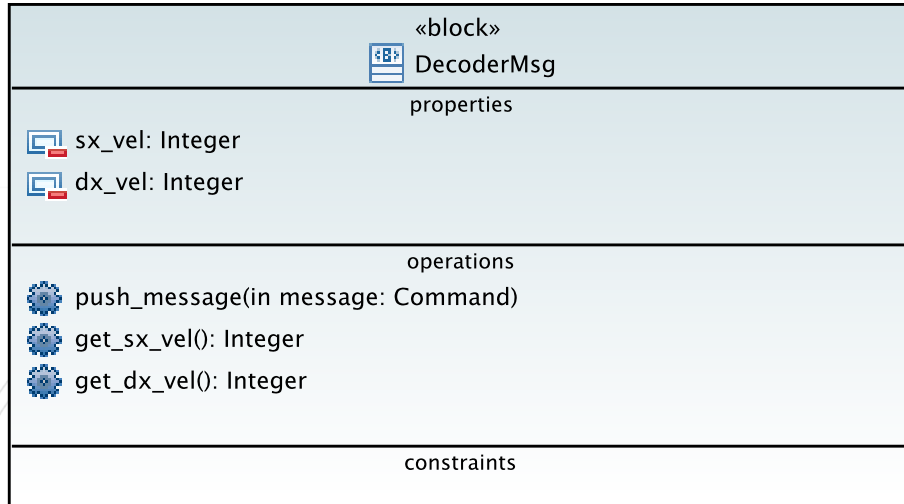 «block»
DecoderMsg
properties
sx_vel: Integer
dx_vel: Integer
operations
push_message(in message: Command)
get_sx_vel(): Integer
get_dx_vel(): Integer
constraints